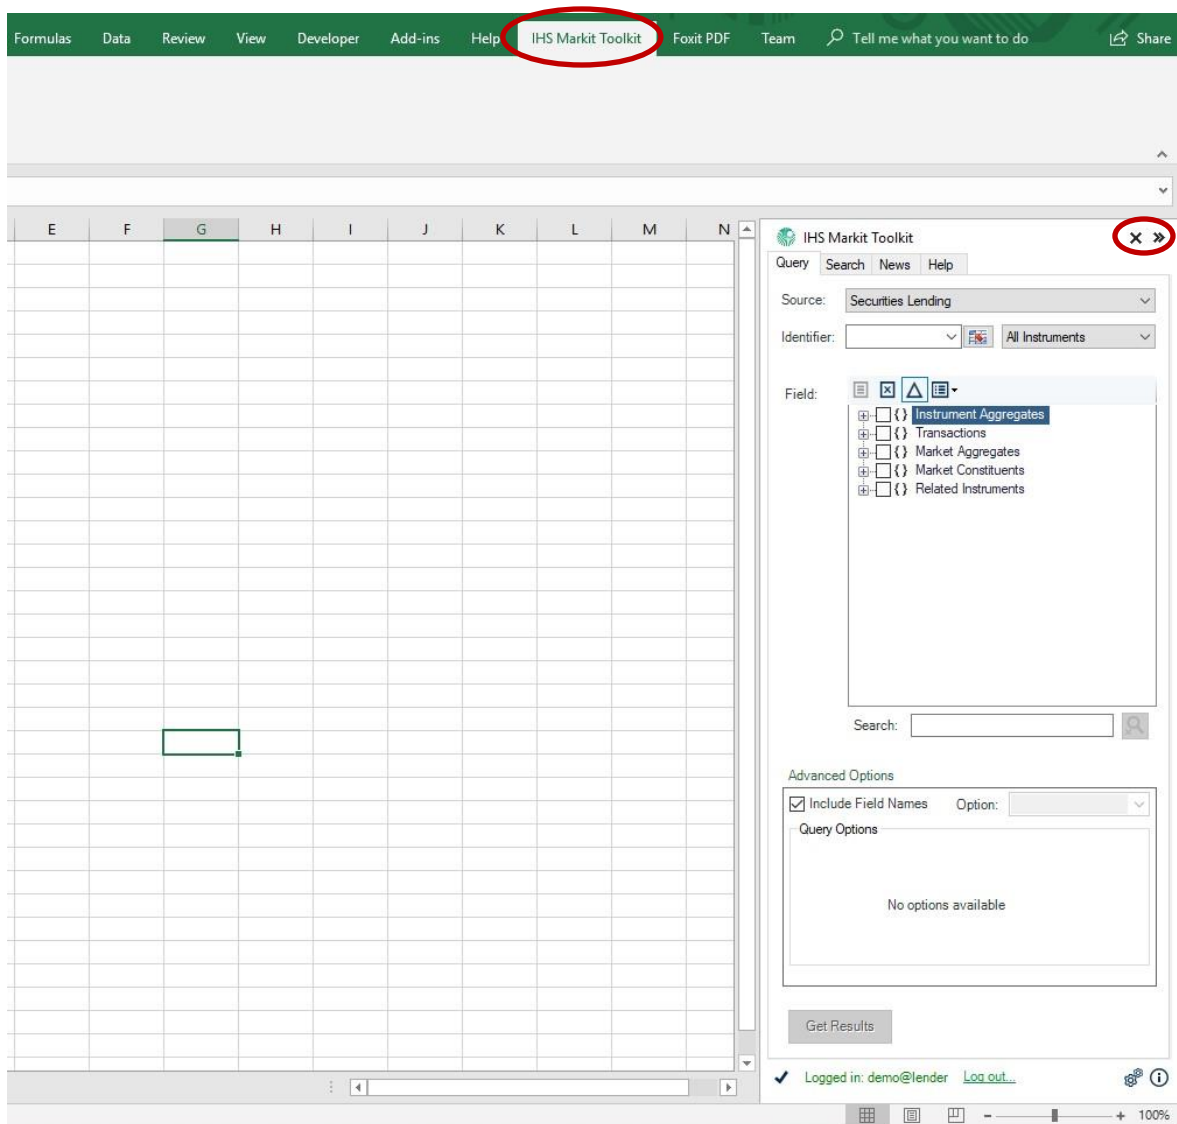 Formulas Data Review View Developer Add-ins Help IHS Markit Toolkit Foxit PDF Team Tell me what you want to do Share
E F G H I J K L M N
IHS Markit Toolkit
Query Search News Help
Source: Securities Lending
Identifier: All Instruments
Field:
{} Instrument Aggregates
{} Transactions
{} Market Aggregates
{} Market Constituents
{} Related Instruments
Search:
Advanced Options
Include Field Names Option:
Query Options
No options available
Get Results
Logged in: demo@lender Log out...
- + 100%